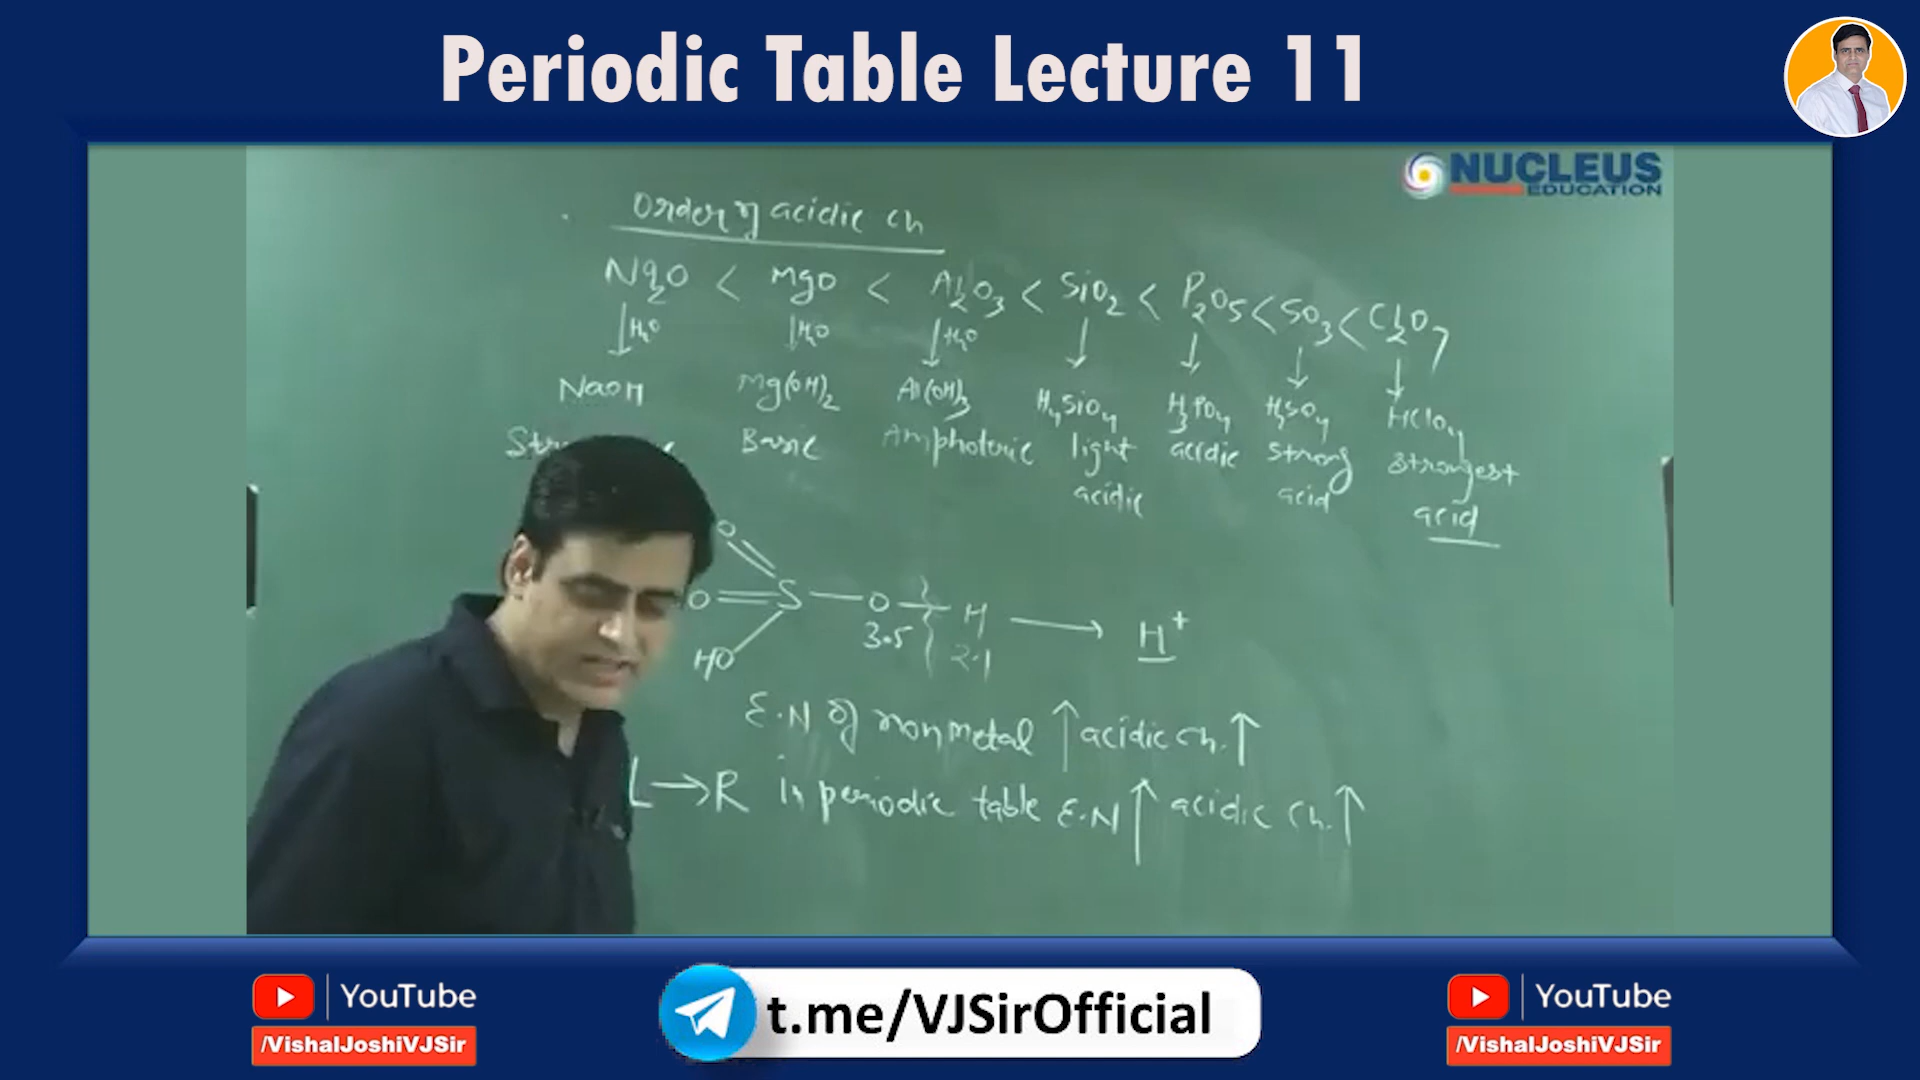 Periodic Table Lecture 11
NUCLEUS
EDUCATION
Order of acidic ch
Na2O < MgO < Al2O3 < SiO2 < P2O5 < SO3 < Cl2O7
↓H2O ↓H2O ↓H2O ↓ ↓ ↓ ↓
NaOH Mg(OH)2 Al(OH)3 H4SiO4 H3PO4 H2SO4 HClO4
Basic Amphoteric light acidic strong strongest
acidic acid acid
O
O = S — O — H → H+
3.5 2.1
HO
E.N of nonmetal ↑ acidic ch. ↑
L → R in periodic table E.N ↑ acidic ch. ↑
YouTube
/VishalJoshiVJSir
t.me/VJSirOfficial
YouTube
/VishalJoshiVJSir